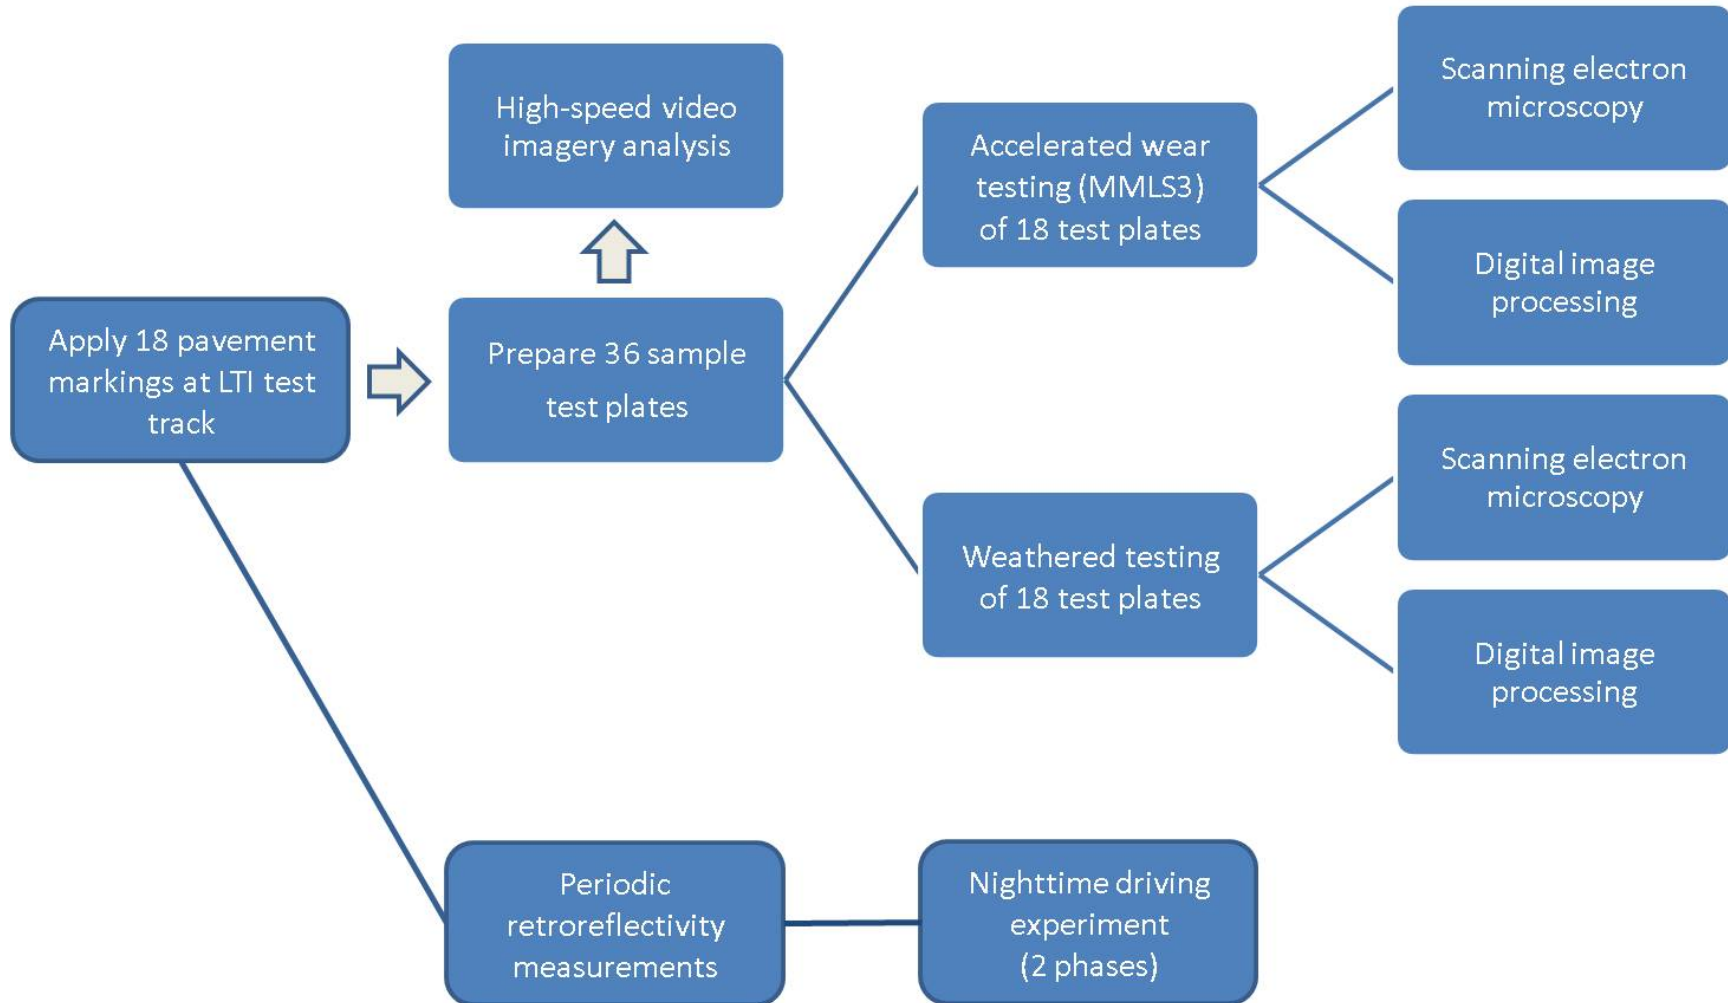 Apply 18 pavement
markings at LTI test
track
High-speed video
imagery analysis
Prepare 36 sample
test plates
Accelerated wear
testing (MMLS3)
of 18 test plates
Scanning electron
microscopy
Digital image
processing
Weathered testing
of 18 test plates
Scanning electron
microscopy
Digital image
processing
Periodic
retroreflectivity
measurements
Nighttime driving
experiment
(2 phases)